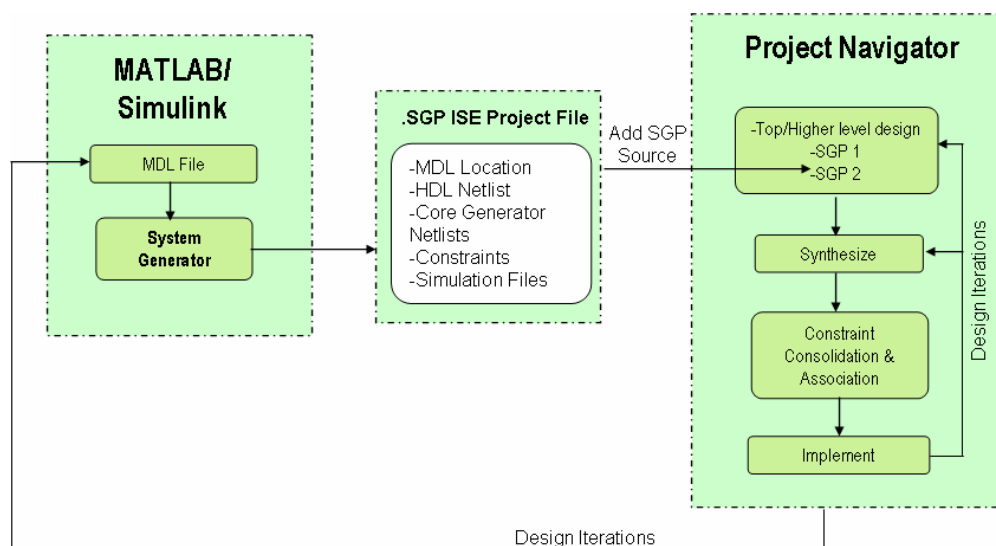 MATLAB/
Simulink
MDL File
System
Generator
.SGP ISE Project File
-MDL Location
-HDL Netlist
-Core Generator
Netlists
-Constraints
-Simulation Files
Add SGP
Source
Project Navigator
-Top/Higher level design
-SGP 1
-SGP 2
Synthesize
Constraint
Consolidation &
Association
Implement
Design Iterations
Design Iterations